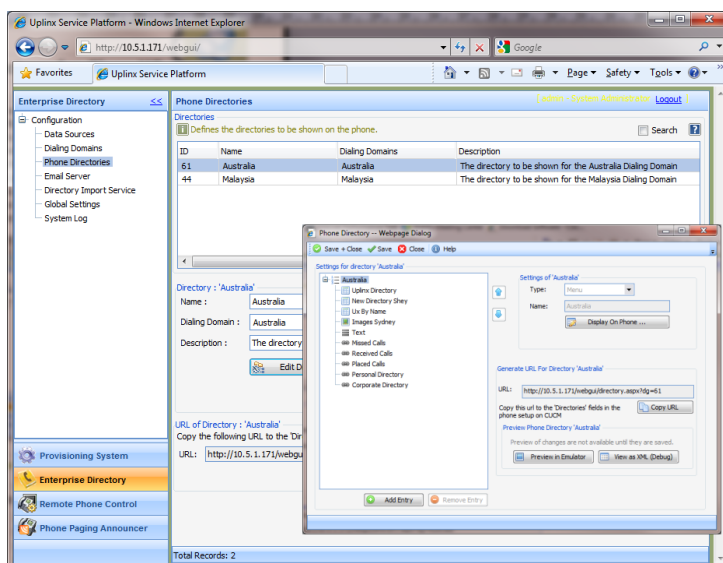 Uplinx Service Platform - Windows Internet Explorer
http://10.5.1.171/webgui/
Google
Favorites
Uplinx Service Platform
Page Safety Tools
Enterprise Directory <<
Configuration
Data Sources
Dialing Domains
Phone Directories
Email Server
Directory Import Service
Global Settings
System Log
Provisioning System
Enterprise Directory
Remote Phone Control
Phone Paging Announcer
Phone Directories
Logout
Directories
Defines the directories to be shown on the phone.
Search
ID Name Dialing Domains Description
61 Australia Australia The directory to be shown for the Australia Dialing Domain
44 Malaysia Malaysia The directory to be shown for the Malaysia Dialing Domain
Directory : 'Australia'
Name : Australia
Dialing Domain : Australia
Description : The directory
Edit D
URL of Directory : 'Australia'
Copy the following URL to the 'Dir
URL: http://10.5.1.171/webgu
Total Records: 2
Phone Directory -- Webpage Dialog
Save + Close Save Close Help
Settings for directory 'Australia'
Australia
Uplinx Directory
New Directory Shey
Ux By Name
Images Sydney
Text
Missed Calls
Received Calls
Placed Calls
Personal Directory
Corporate Directory
Add Entry Remove Entry
Settings of 'Australia'
Type: Menu
Name: Australia
Display On Phone ...
Generate URL For Directory 'Australia'
URL: http://10.5.1.171/webgui/directory.aspx?dg=61
Copy this url to the 'Directories' fields in the
phone setup on CUCM
Copy URL
Preview Phone Directory 'Australia'
Preview of changes are not available until they are saved.
Preview in Emulator View as XML (Debug)